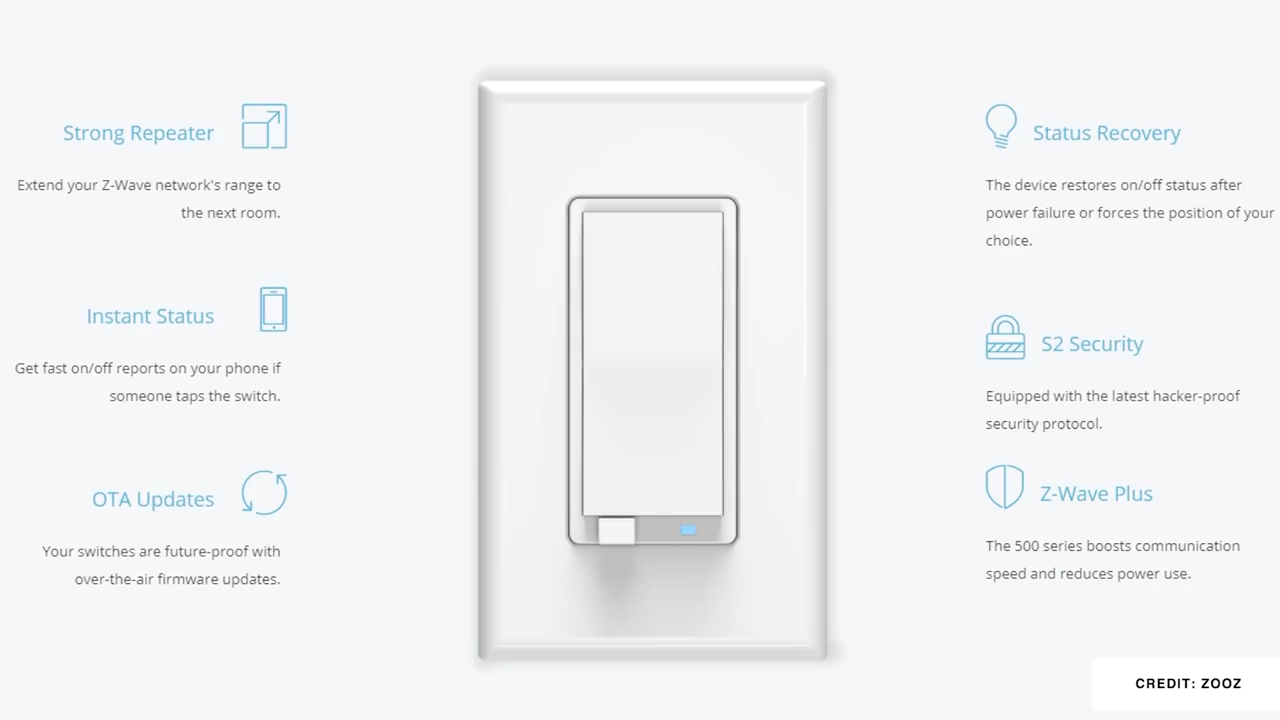 Strong Repeater
Extend your Z-Wave network's range to
the next room.
Instant Status
Get fast on/off reports on your phone if
someone taps the switch.
OTA Updates
Your switches are future-proof with
over-the-air firmware updates.
Status Recovery
The device restores on/off status after
power failure or forces the position of your
choice.
S2 Security
Equipped with the latest hacker-proof
security protocol.
Z-Wave Plus
The 500 series boosts communication
speed and reduces power use.
CREDIT: ZOOZ